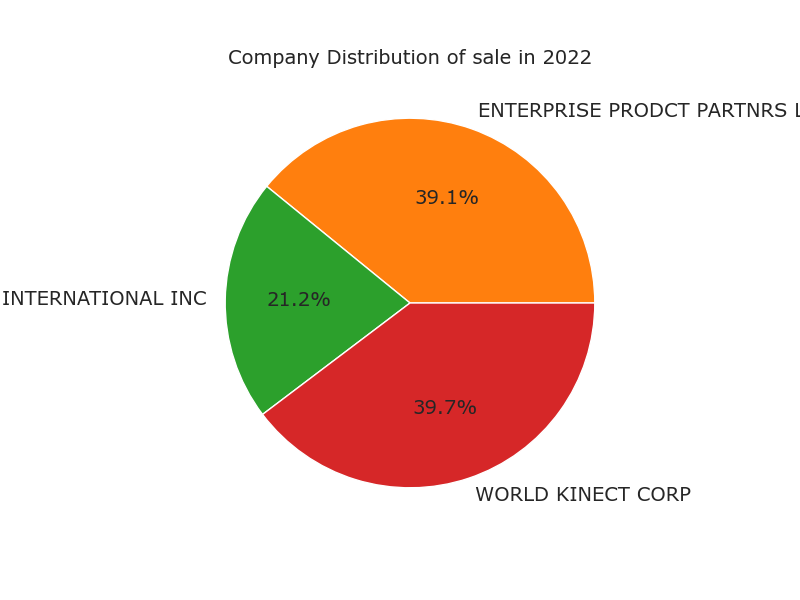 Company Distribution of sale in 2022
ENTERPRISE PRODCT PARTNRS L
39.1%
INTERNATIONAL INC
21.2%
39.7%
WORLD KINECT CORP